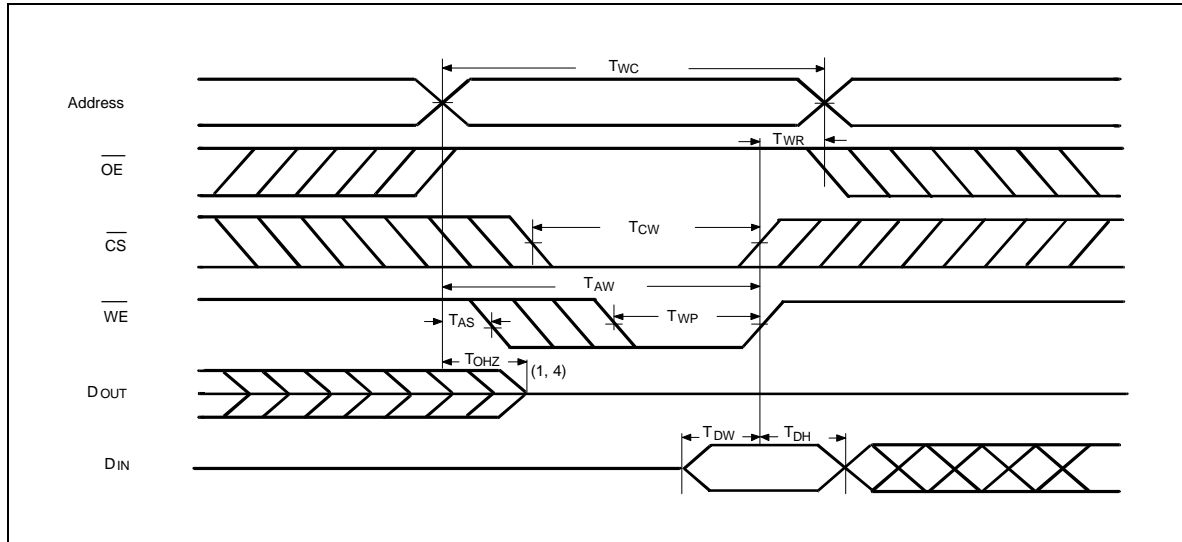 TWC
Address
TWR
OE
TCW
CS
TAW
WE
TAS
TWP
TOHZ
(1, 4)
DOUT
TDW
TDH
DIN